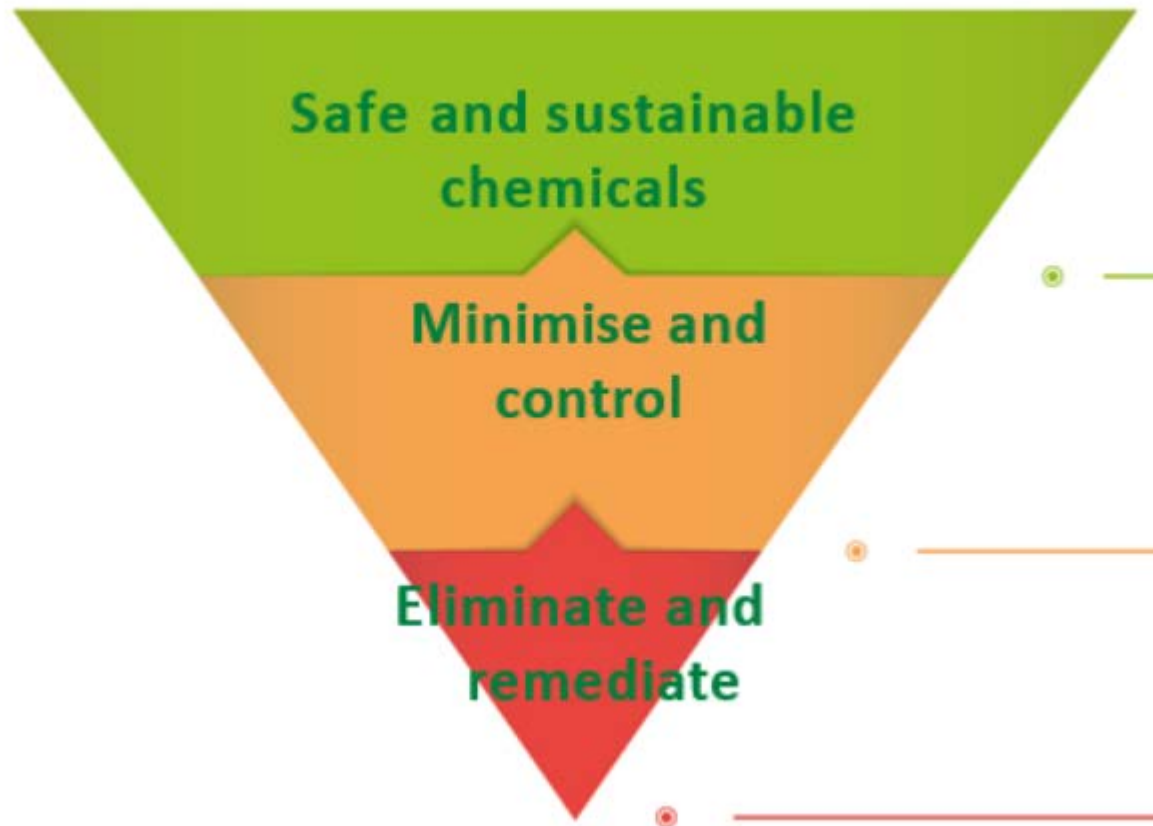 Safe and sustainable
chemicals
Minimise and
control
Eliminate and
remediate